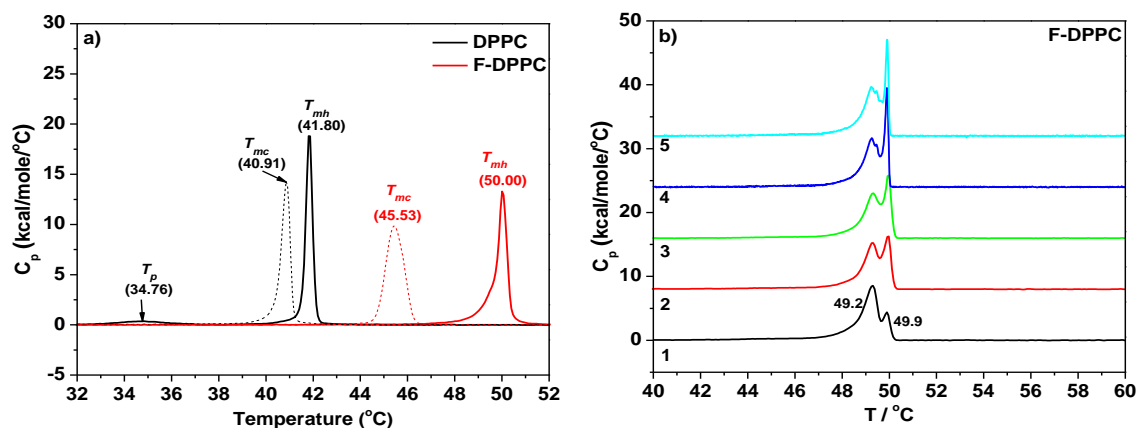 a)
DPPC
F-DPPC
T_mh
(41.80)
T_mc
(40.91)
T_mh
(50.00)
T_mc
(45.53)
T_p
(34.76)
30
25
20
15
10
5
0
-5
32 34 36 38 40 42 44 46 48 50 52
C_p (kcal/mole/°C)
Temperature (°C)
b)
F-DPPC
50
40
30
20
10
0
5
4
3
2
1
49.2
49.9
40 42 44 46 48 50 52 54 56 58 60
C_p (kcal/mole/°C)
T / °C